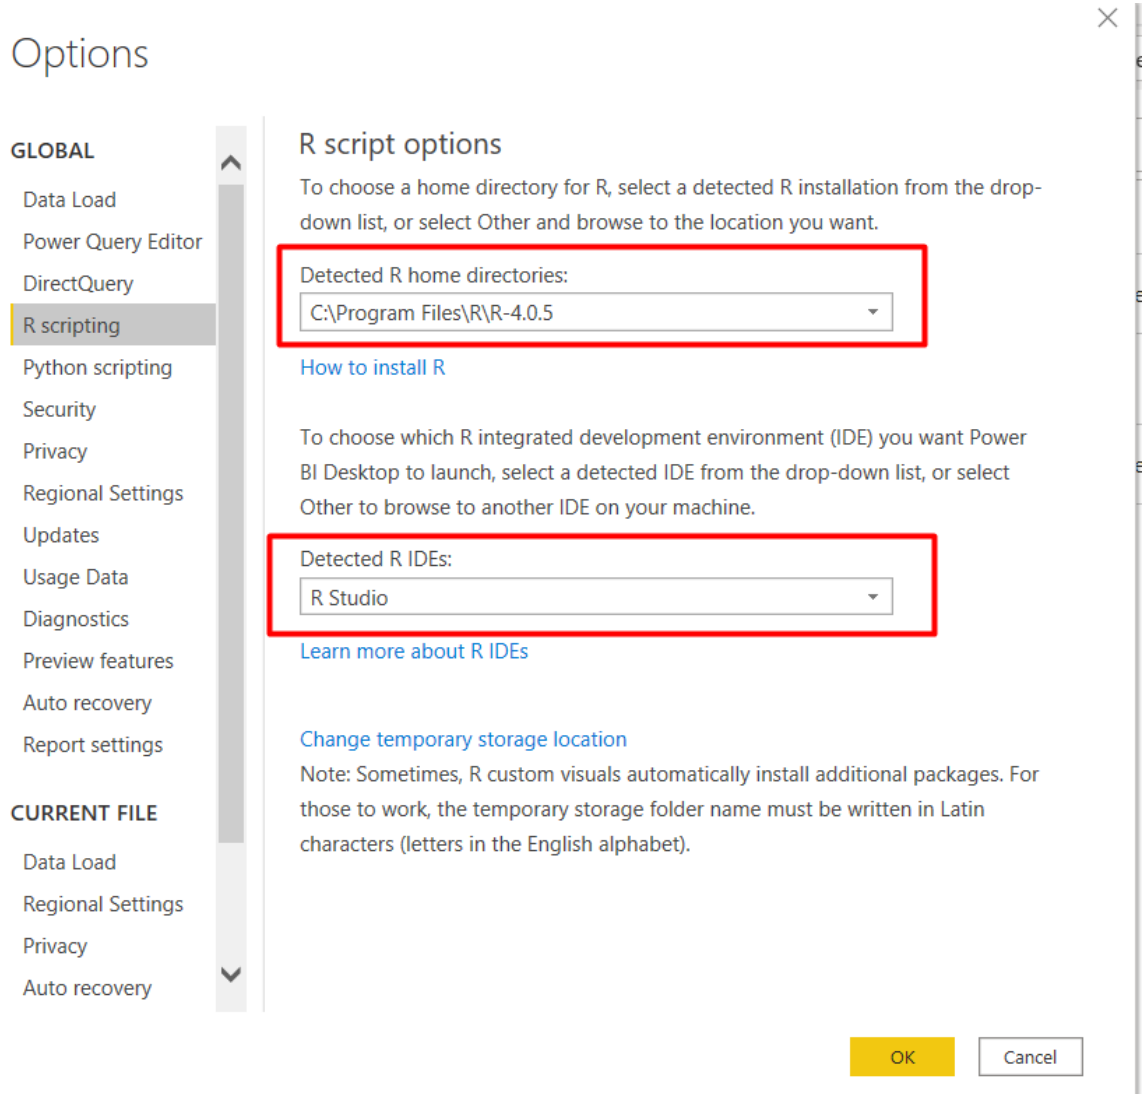 Options
GLOBAL
Data Load
Power Query Editor
DirectQuery
R scripting
Python scripting
Security
Privacy
Regional Settings
Updates
Usage Data
Diagnostics
Preview features
Auto recovery
Report settings
CURRENT FILE
Data Load
Regional Settings
Privacy
Auto recovery
R script options
To choose a home directory for R, select a detected R installation from the drop-
down list, or select Other and browse to the location you want.
Detected R home directories:
C:\Program Files\R\R-4.0.5
How to install R
To choose which R integrated development environment (IDE) you want Power
BI Desktop to launch, select a detected IDE from the drop-down list, or select
Other to browse to another IDE on your machine.
Detected R IDEs:
R Studio
Learn more about R IDEs
Change temporary storage location
Note: Sometimes, R custom visuals automatically install additional packages. For
those to work, the temporary storage folder name must be written in Latin
characters (letters in the English alphabet).
OK
Cancel